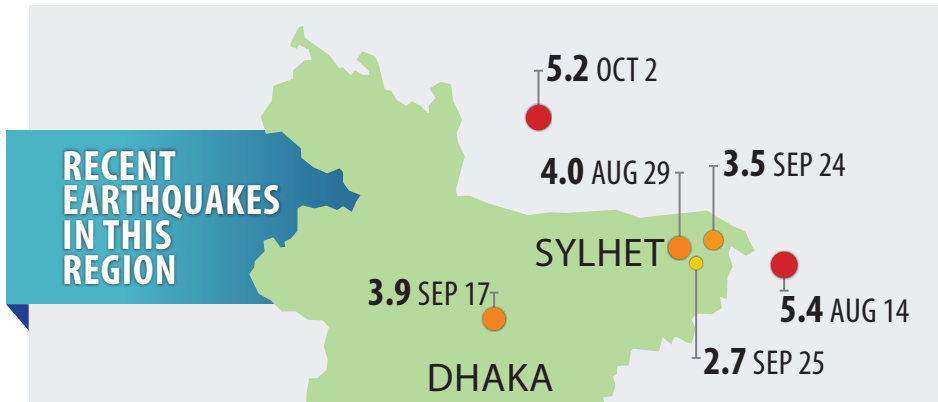 RECENT
EARTHQUAKES
IN THIS
REGION
5.2 OCT 2
4.0 AUG 29
3.5 SEP 24
SYLHET
3.9 SEP 17
5.4 AUG 14
2.7 SEP 25
DHAKA